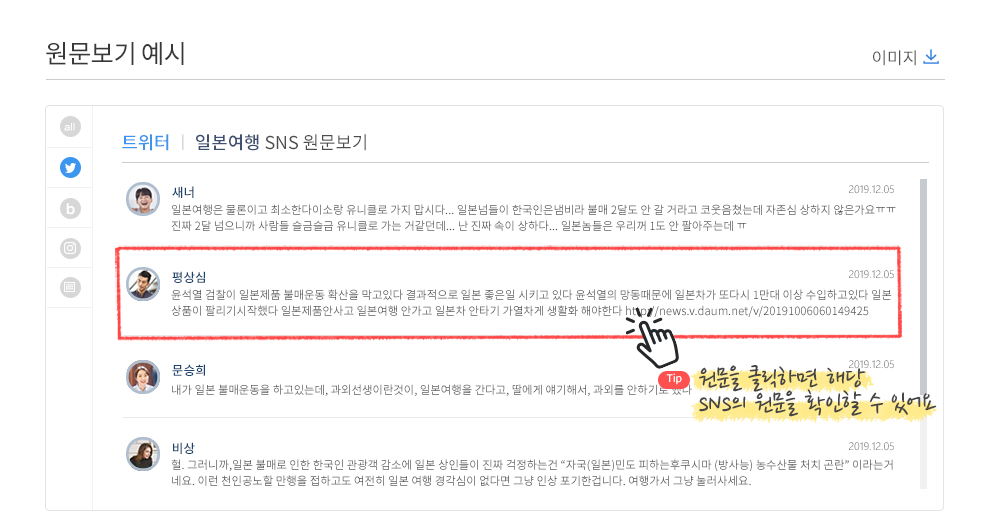 원문보기 예시
이미지
all
트위터 | 일본여행 SNS 원문보기
새너
2019.12.05
일본여행은 물론이고 최소한다이소랑 유니클로 가지 맙시다... 일본넘들이 한국인은냄비라 불매 2달도 안 갈 거라고 코웃음쳤는데 자존심 상하지 않은가요ㅠㅠ
진짜 2달 넘으니까 사람들 슬금슬금 유니클로 가는 거같던데... 난 진짜 속이 상하다... 일본놈들은 우리꺼 1도 안 팔아주는데 ㅠ
평상심
2019.12.05
윤석열 검찰이 일본제품 불매운동 확산을 막고있다 결과적으로 일본 좋은일 시키고 있다 윤석열의 망동때문에 일본차가 또다시 1만대 이상 수입하고있다 일본
상품이 팔리기시작했다 일본제품안사고 일본여행 안가고 일본차 안타기 가열차게 생활화 해야한다 http://news.v.daum.net/v/20191006060149425
문승희
2019.12.05
내가 일본 불매운동을 하고있는데, 과외선생이란것이, 일본여행을 간다고, 딸에게 얘기해서, 과외를 안하기로 있다
Tip
원문을 클릭하면 해당
SNS의 원문을 확인할 수 있어요
비상
2019.12.05
헐. 그러니까,일본 불매로 인한 한국인 관광객 감소에 일본 상인들이 진짜 걱정하는건 “자국(일본)민도 피하는후쿠시마 (방사능) 농수산물 처치 곤란” 이라는거
네요. 이런 천인공노할 만행을 접하고도 여전히 일본 여행 경각심이 없다면 그냥 인상 포기한겁니다. 여행가서 그냥 눌러사세요.